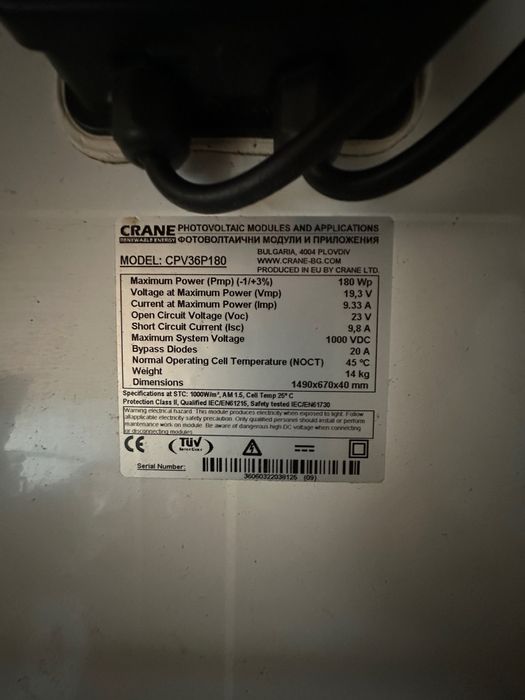 CRANE PHOTOVOLTAIC MODULES AND APPLICATIONS
RENEWABLE ENERGY ФОТОВОЛТАИЧНИ МОДУЛИ И ПРИЛОЖЕНИЯ
BULGARIA, 4004 PLOVDIV
MODEL: CPV36P180 WWW.CRANE-BG.COM
PRODUCED IN EU BY CRANE LTD.
Maximum Power (Pmp) (-1/+3%) 180 Wp
Voltage at Maximum Power (Vmp) 19,3 V
Current at Maximum Power (Imp) 9.33 A
Open Circuit Voltage (Voc) 23 V
Short Circuit Current (Isc) 9,8 A
Maximum System Voltage 1000 VDC
Bypass Diodes 20 A
Normal Operating Cell Temperature (NOCT) 45 °C
Weight 14 kg
Dimensions 1490x670x40 mm
Specifications at STC: 1000W/m², AM 1.5, Cell Temp 25° C
Protection Class II, Qualified IEC/EN61215, Safety tested IEC/EN61730
Warning electrical hazard. This module produces electricity when exposed to light. Follow
all applicable electricity safety precaution. Only qualified personel should install or perform
maintenance work on module. Be aware of dangerous high DC voltage when connecting
or disconnecting modules.
CE TÜV
Serial Number:
36060322038125 (09)